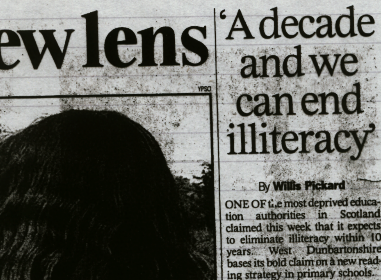 ew lens
YPSO
'A decade
and we
can end
illiteracy'
By Willis Pickard
ONE OF the most deprived educa-
tion authorities in Scotland
claimed this week that it expects
to eliminate illiteracy within 10
years. West Dunbartonshire
bases its bold claim on a new read-
ing strategy in primary schools.